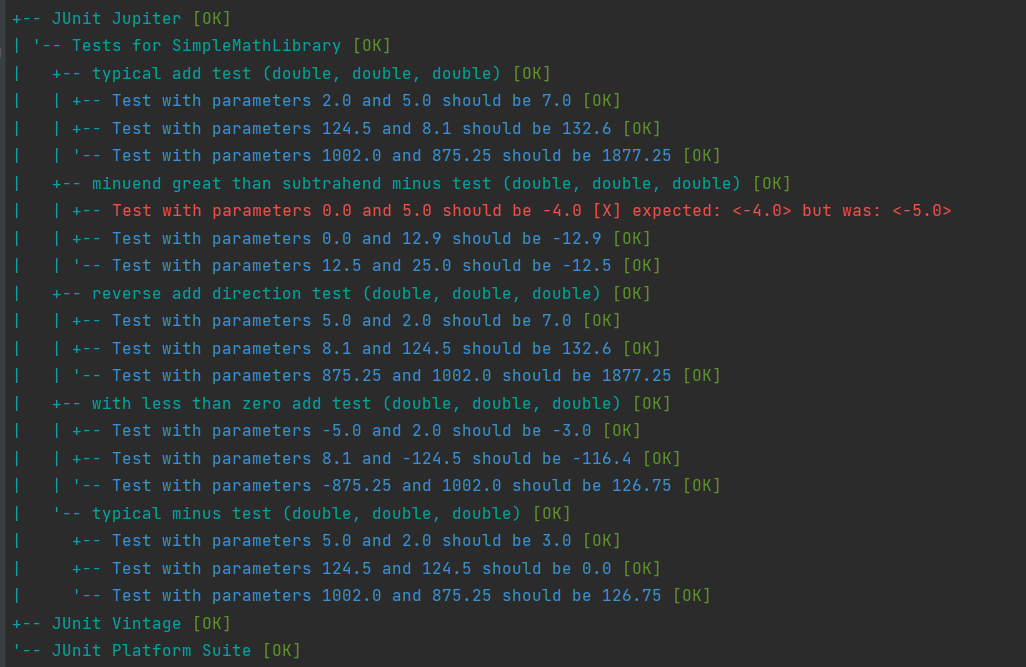 +-- JUnit Jupiter [OK]
| '-- Tests for SimpleMathLibrary [OK]
|   +-- typical add test (double, double, double) [OK]
|   | +-- Test with parameters 2.0 and 5.0 should be 7.0 [OK]
|   | +-- Test with parameters 124.5 and 8.1 should be 132.6 [OK]
|   | '-- Test with parameters 1002.0 and 875.25 should be 1877.25 [OK]
|   +-- minuend great than subtrahend minus test (double, double, double) [OK]
|   | +-- Test with parameters 0.0 and 5.0 should be -4.0 [X] expected: <-4.0> but was: <-5.0>
|   | +-- Test with parameters 0.0 and 12.9 should be -12.9 [OK]
|   | '-- Test with parameters 12.5 and 25.0 should be -12.5 [OK]
|   +-- reverse add direction test (double, double, double) [OK]
|   | +-- Test with parameters 5.0 and 2.0 should be 7.0 [OK]
|   | +-- Test with parameters 8.1 and 124.5 should be 132.6 [OK]
|   | '-- Test with parameters 875.25 and 1002.0 should be 1877.25 [OK]
|   +-- with less than zero add test (double, double, double) [OK]
|   | +-- Test with parameters -5.0 and 2.0 should be -3.0 [OK]
|   | +-- Test with parameters 8.1 and -124.5 should be -116.4 [OK]
|   | '-- Test with parameters -875.25 and 1002.0 should be 126.75 [OK]
|   '-- typical minus test (double, double, double) [OK]
|     +-- Test with parameters 5.0 and 2.0 should be 3.0 [OK]
|     +-- Test with parameters 124.5 and 124.5 should be 0.0 [OK]
|     '-- Test with parameters 1002.0 and 875.25 should be 126.75 [OK]
+-- JUnit Vintage [OK]
'-- JUnit Platform Suite [OK]